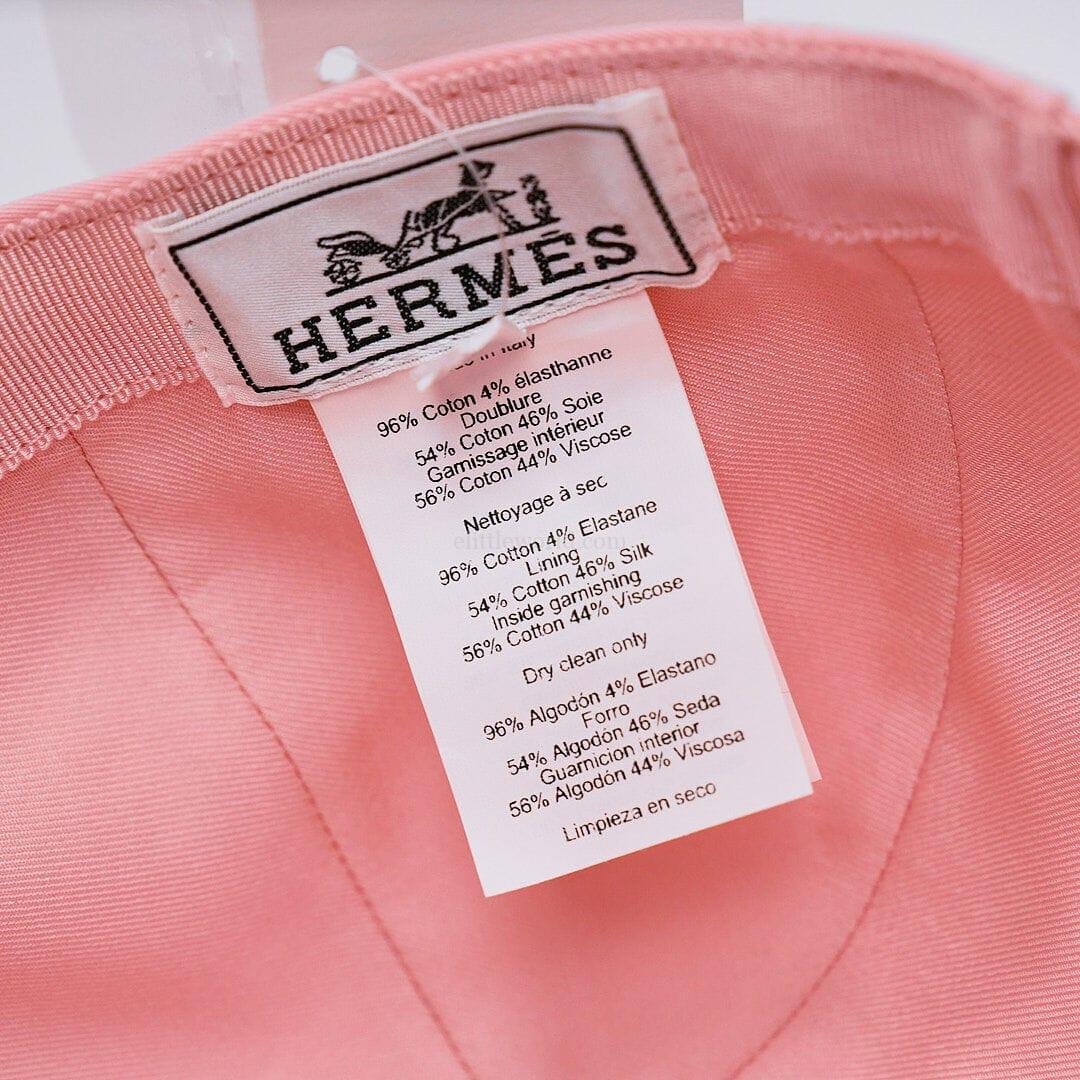 HERMÈS
in Italy
96% Coton 4% élasthanne
Doublure
54% Coton 46% Soie
Garnissage intérieur
56% Coton 44% Viscose
Nettoyage à sec
96% Cotton 4% Elastane
Lining
54% Cotton 46% Silk
Inside garnishing
56% Cotton 44% Viscose
Dry clean only
96% Algodón 4% Elastano
Forro
54% Algodón 46% Seda
Guarnicion interior
56% Algodón 44% Viscosa
Limpieza en seco